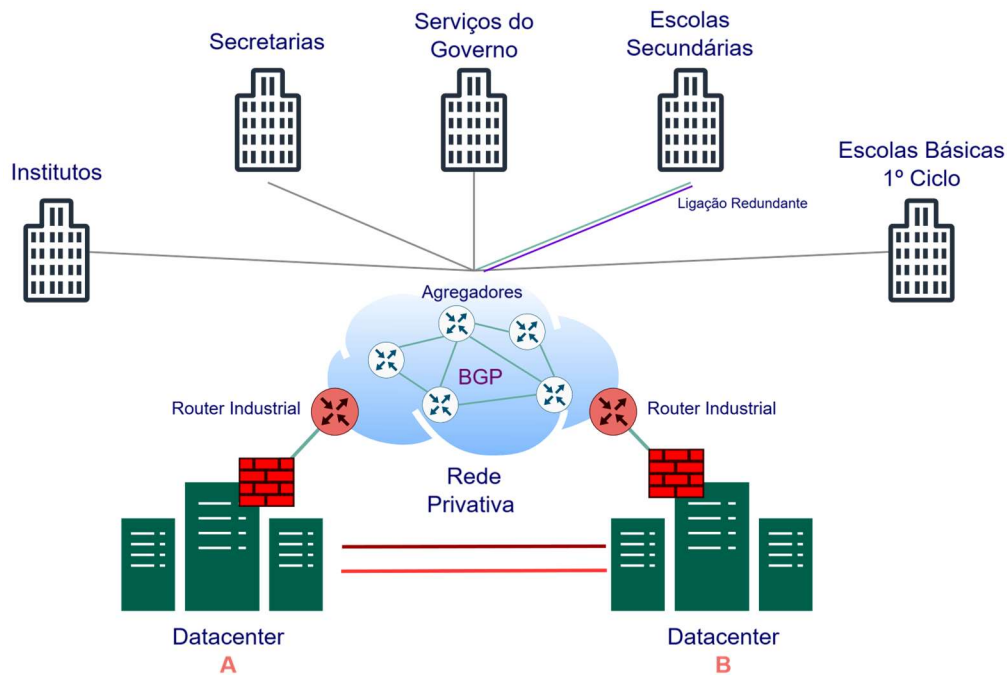 Serviços do
Governo
Escolas
Secundárias
Secretarias
Escolas Básicas
1º Ciclo
Institutos
Ligação Redundante
Agregadores
BGP
Router Industrial
Router Industrial
Rede
Privativa
Datacenter
A
Datacenter
B